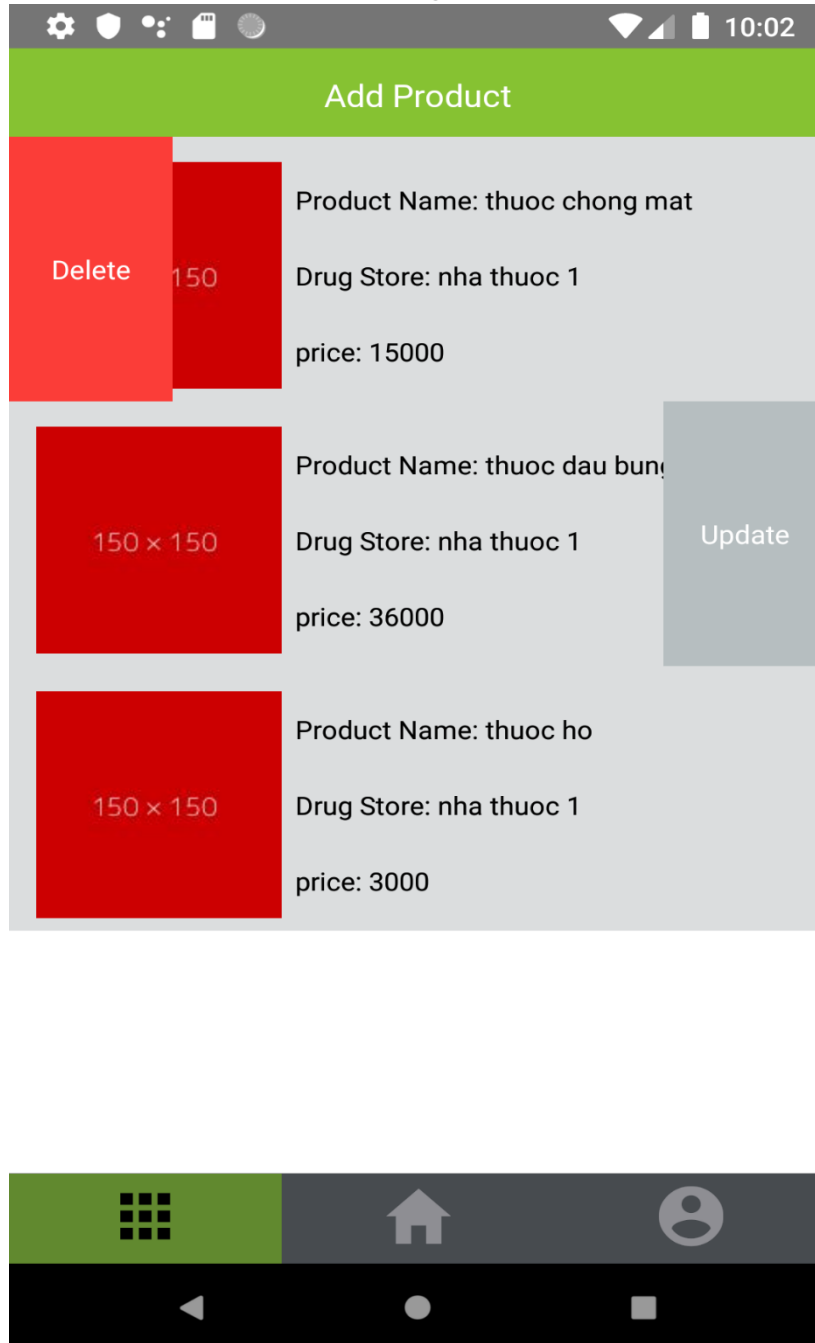 10:02
Add Product
Delete
150
Product Name: thuoc chong mat
Drug Store: nha thuoc 1
price: 15000
150 × 150
Product Name: thuoc dau bung
Drug Store: nha thuoc 1
price: 36000
Update
150 × 150
Product Name: thuoc ho
Drug Store: nha thuoc 1
price: 3000